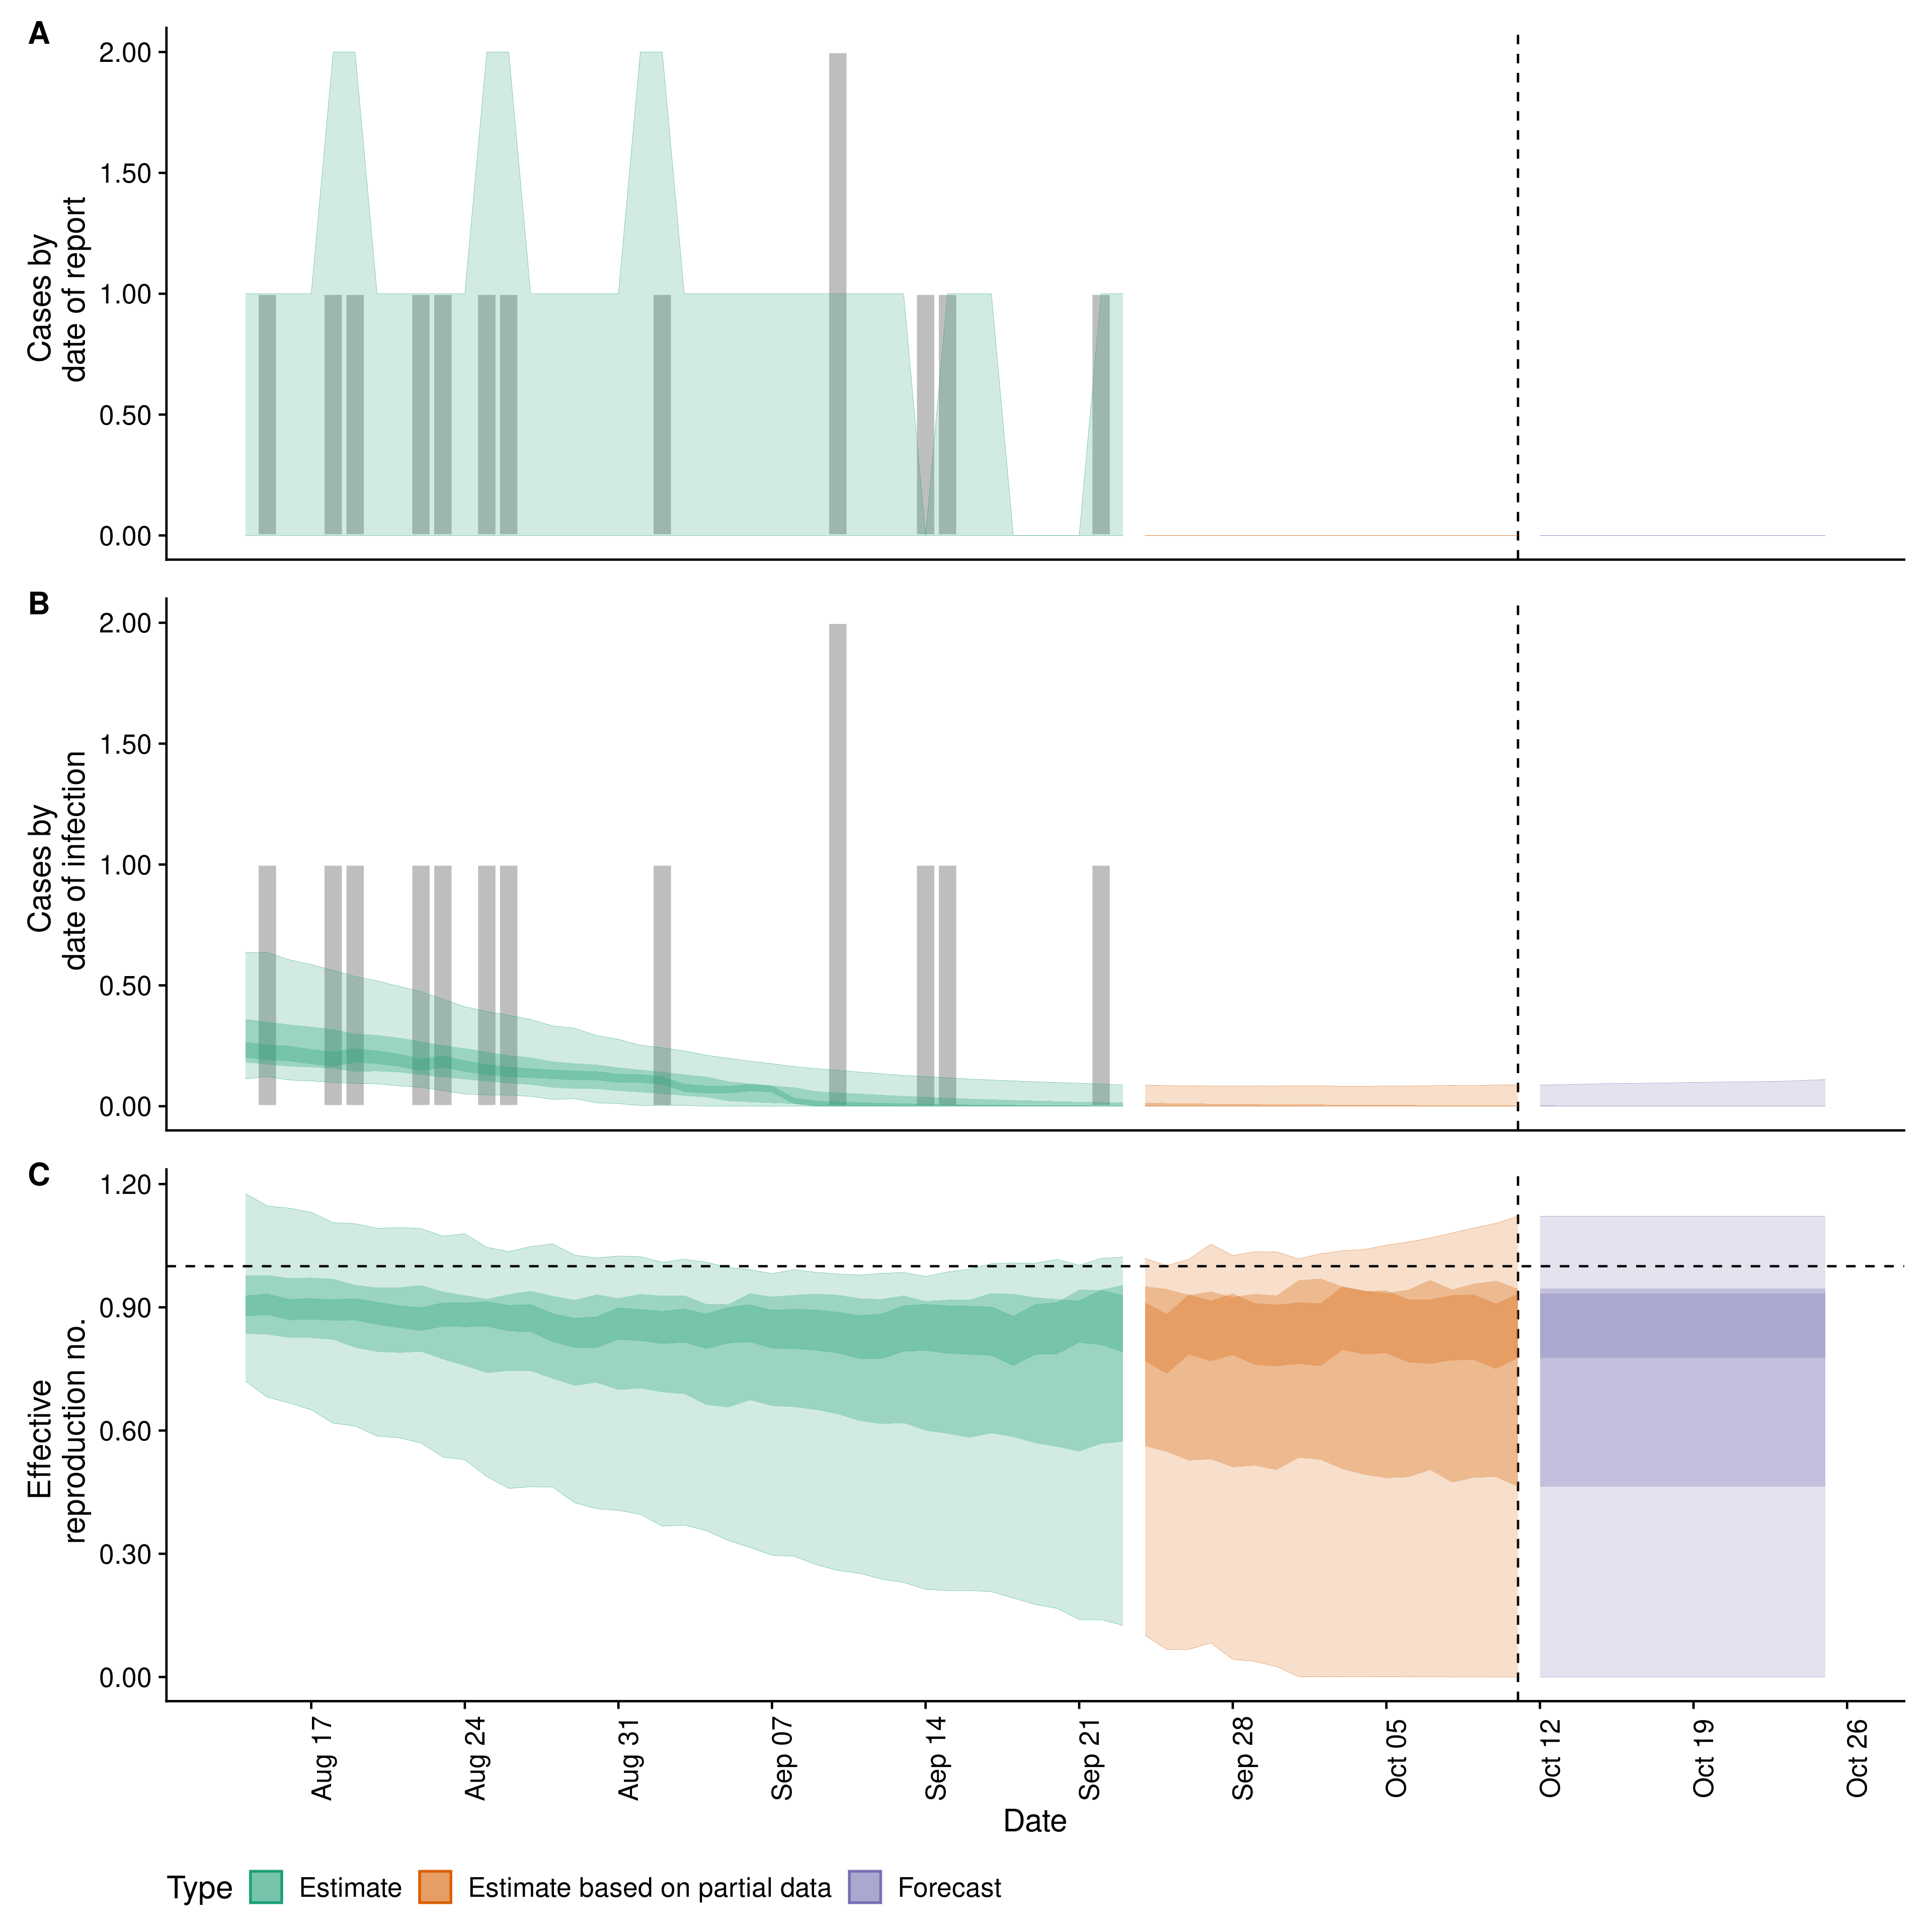 A
2.00
1.50
1.00
0.50
0.00
Cases by
date of report
B
2.00
1.50
1.00
0.50
0.00
Cases by
date of infection
C
1.20
0.90
0.60
0.30
0.00
Effective
reproduction no.
Aug 17
Aug 24
Aug 31
Sep 07
Sep 14
Sep 21
Sep 28
Oct 05
Oct 12
Oct 19
Oct 26
Date
Type
Estimate
Estimate based on partial data
Forecast